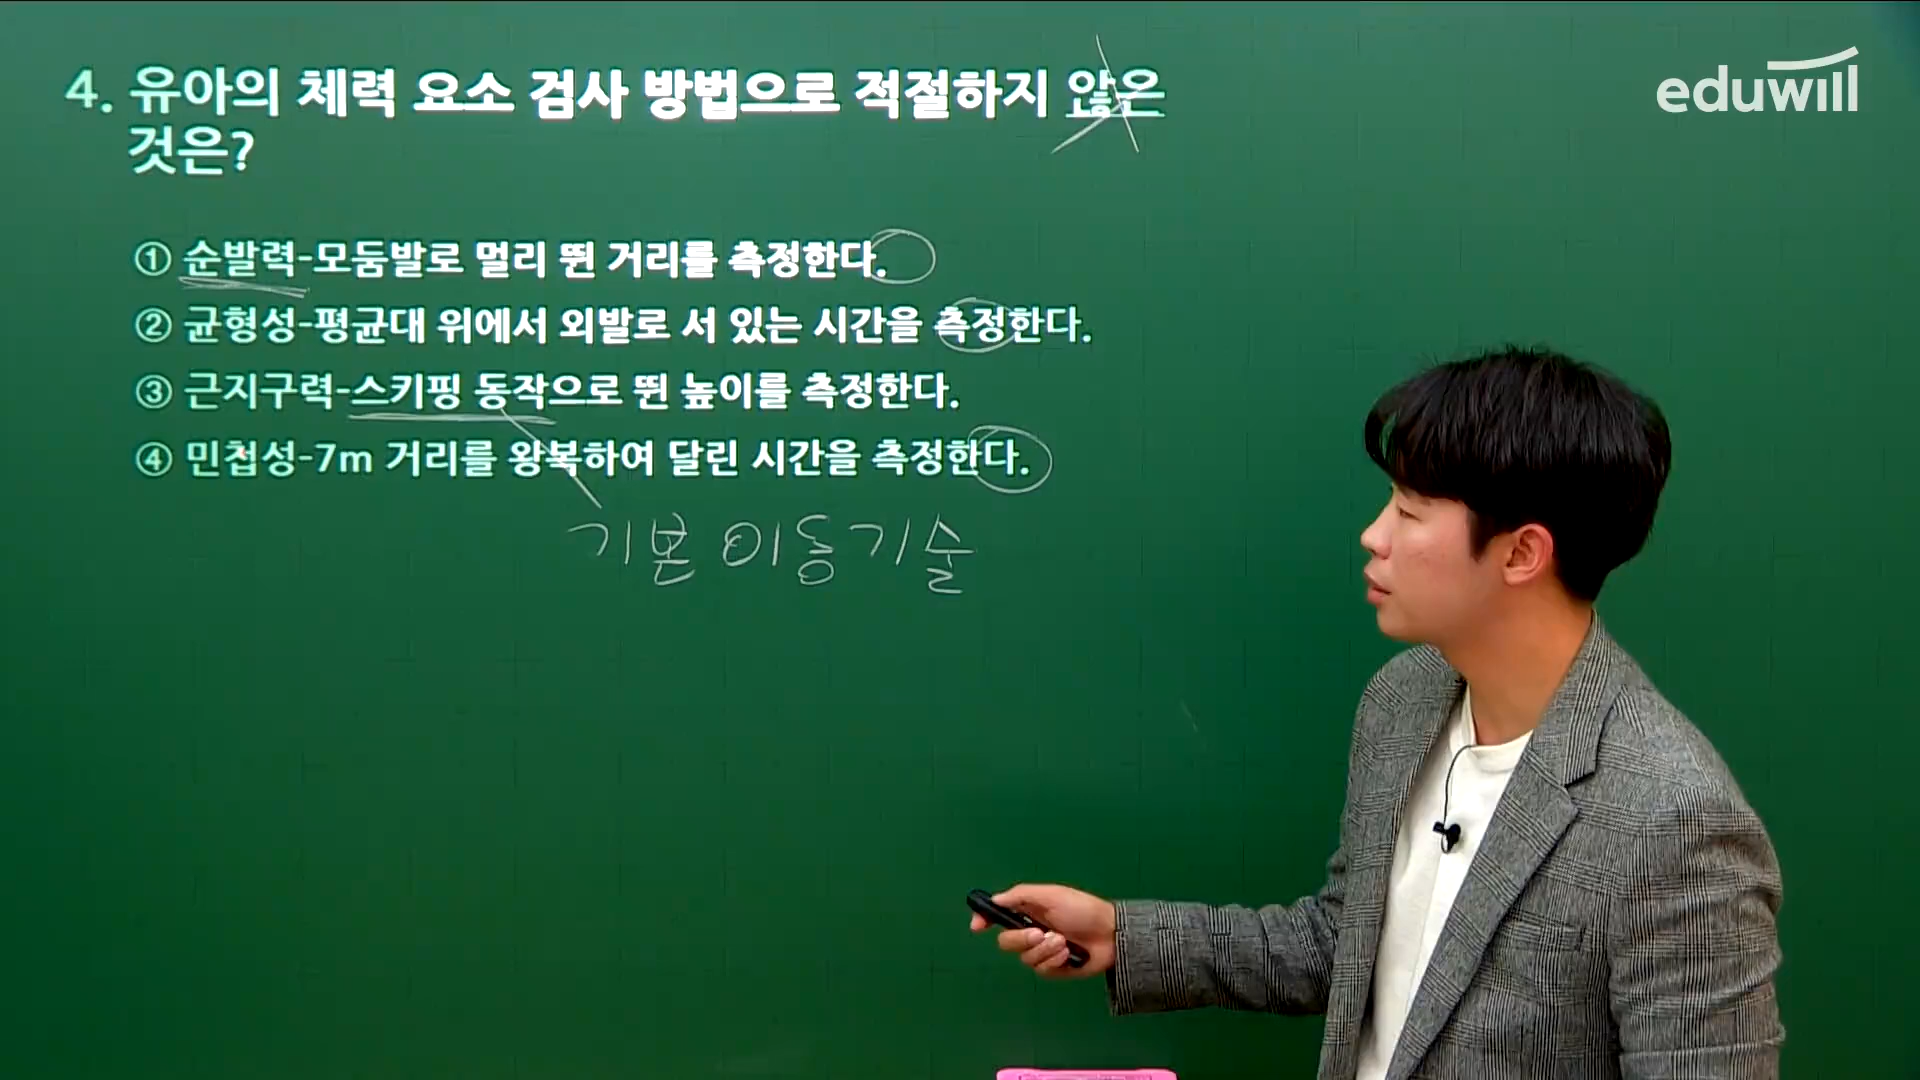 eduwill
4. 유아의 체력 요소 검사 방법으로 적절하지 않은
것은?
① 순발력-모둠발로 멀리 뛴 거리를 측정한다.
② 균형성-평균대 위에서 외발로 서 있는 시간을 측정한다.
③ 근지구력-스키핑 동작으로 뛴 높이를 측정한다.
④ 민첩성-7m 거리를 왕복하여 달린 시간을 측정한다.
기본 이동기술